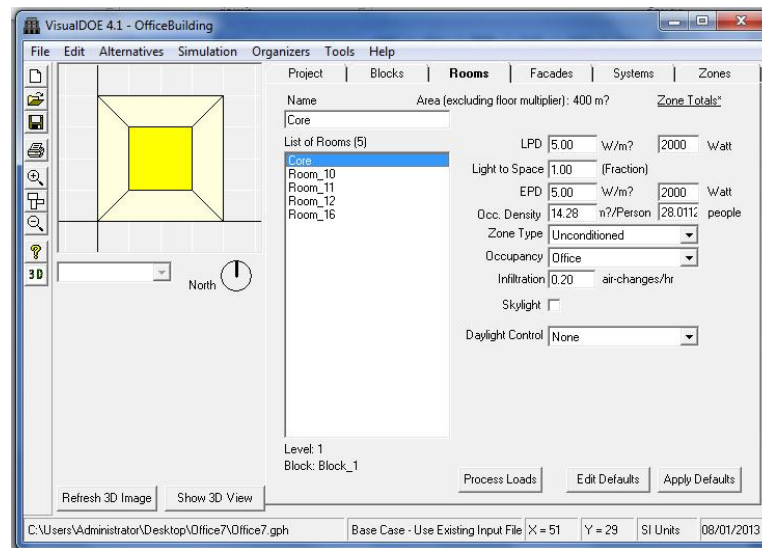 VisualDOE 4.1 - OfficeBuilding
File Edit Alternatives Simulation Organizers Tools Help
Project Blocks Rooms Facades Systems Zones
Name Area (excluding floor multiplier): 400 m? Zone Totals*
Core
List of Rooms (5)
Core
Room_10
Room_11
Room_12
Room_16
LPD 5.00 W/m? 2000 Watt
Light to Space 1.00 (Fraction)
EPD 5.00 W/m? 2000 Watt
Occ. Density 14.28 n?/Person 28.0112 people
Zone Type Unconditioned
Occupancy Office
Infiltration 0.20 air-changes/hr
Skylight
Daylight Control None
3D
North
Level: 1
Block: Block_1
Process Loads Edit Defaults Apply Defaults
Refresh 3D Image Show 3D View
C:\Users\Administrator\Desktop\Office7\Office7.gph Base Case - Use Existing Input File X = 51 Y = 29 SI Units 08/01/2013